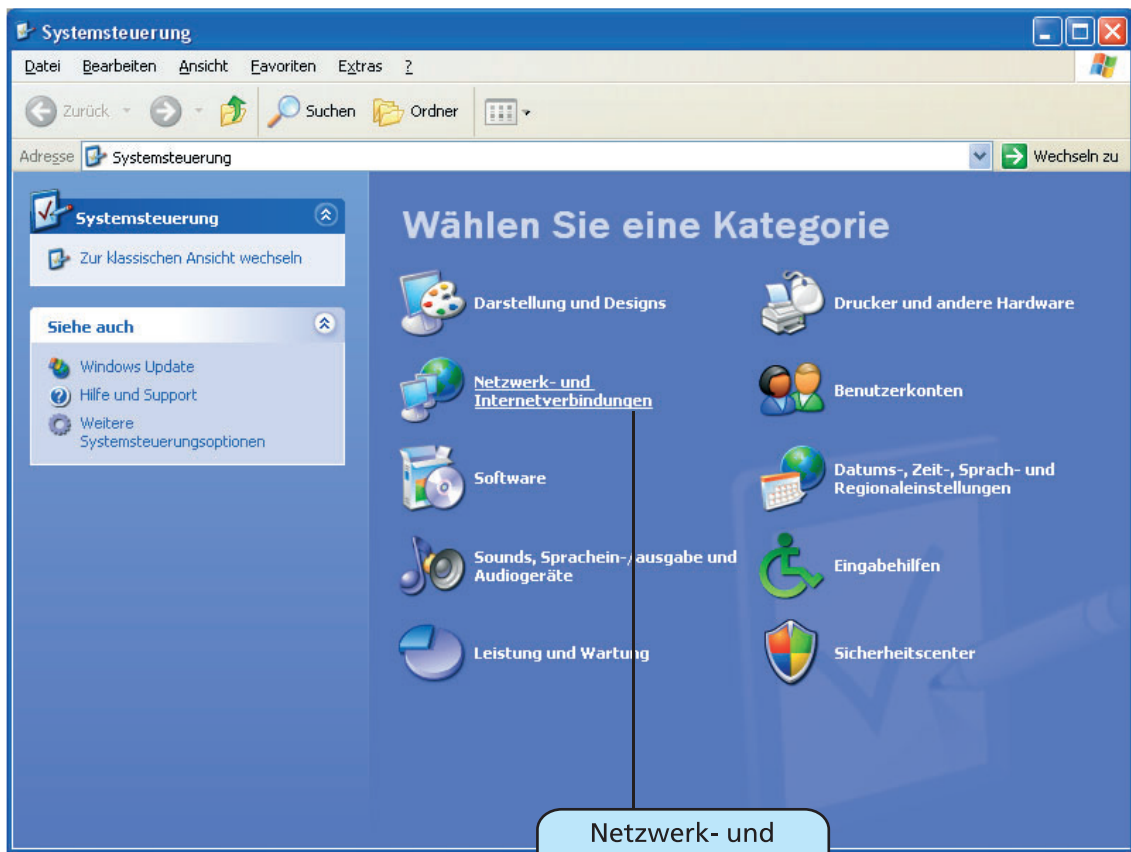 Systemsteuerung
Datei Bearbeiten Ansicht Favoriten Extras ?
Zurück Suchen Ordner
Adresse Systemsteuerung Wechseln zu
Systemsteuerung
Zur klassischen Ansicht wechseln
Siehe auch
Windows Update
Hilfe und Support
Weitere
Systemsteuerungsoptionen
Wählen Sie eine Kategorie
Darstellung und Designs
Drucker und andere Hardware
Netzwerk- und
Internetverbindungen
Benutzerkonten
Software
Datums-, Zeit-, Sprach- und
Regionaleinstellungen
Sounds, Sprachein-/ausgabe und
Audiogeräte
Eingabehilfen
Leistung und Wartung
Sicherheitscenter
Netzwerk- und